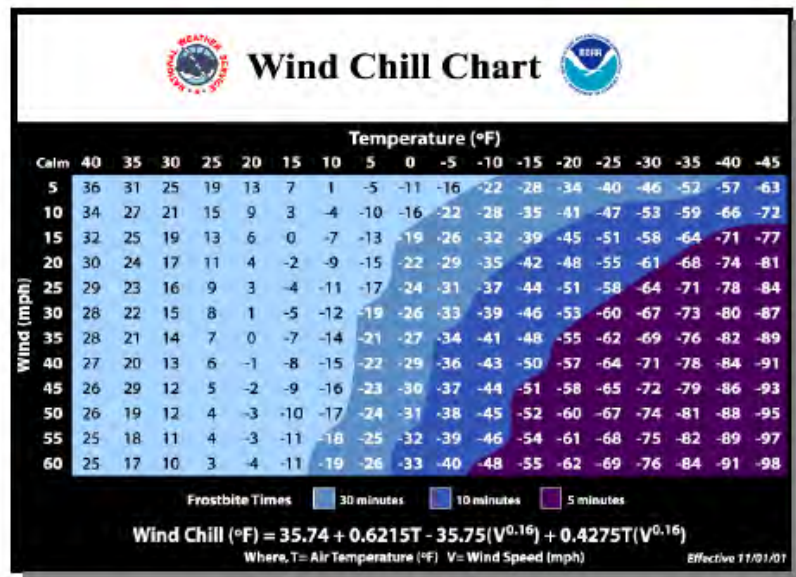 NATIONAL WEATHER SERVICE
Wind Chill Chart
NOAA
Temperature (°F)
Calm 40 35 30 25 20 15 10 5 0 -5 -10 -15 -20 -25 -30 -35 -40 -45
5 36 31 25 19 13 7 1 -5 -11 -16 -22 -28 -34 -40 -46 -52 -57 -63
10 34 27 21 15 9 3 -4 -10 -16 -22 -28 -35 -41 -47 -53 -59 -66 -72
15 32 25 19 13 6 0 -7 -13 -19 -26 -32 -39 -45 -51 -58 -64 -71 -77
20 30 24 17 11 4 -2 -9 -15 -22 -29 -35 -42 -48 -55 -61 -68 -74 -81
25 29 23 16 9 3 -4 -11 -17 -24 -31 -37 -44 -51 -58 -64 -71 -78 -84
30 28 22 15 8 1 -5 -12 -19 -26 -33 -39 -46 -53 -60 -67 -73 -80 -87
35 28 21 14 7 0 -7 -14 -21 -27 -34 -41 -48 -55 -62 -69 -76 -82 -89
40 27 20 13 6 -1 -8 -15 -22 -29 -36 -43 -50 -57 -64 -71 -78 -84 -91
45 26 29 12 5 -2 -9 -16 -23 -30 -37 -44 -51 -58 -65 -72 -79 -86 -93
50 26 19 12 4 -3 -10 -17 -24 -31 -38 -45 -52 -60 -67 -74 -81 -88 -95
55 25 18 11 4 -3 -11 -18 -25 -32 -39 -46 -54 -61 -68 -75 -82 -89 -97
60 25 17 10 3 -4 -11 -19 -26 -33 -40 -48 -55 -62 -69 -76 -84 -91 -98
Wind (mph)
Frostbite Times 30 minutes 10 minutes 5 minutes
Wind Chill (°F) = 35.74 + 0.6215T - 35.75(V^0.16) + 0.4275T(V^0.16)
Where, T= Air Temperature (°F) V= Wind Speed (mph) Effective 11/01/01